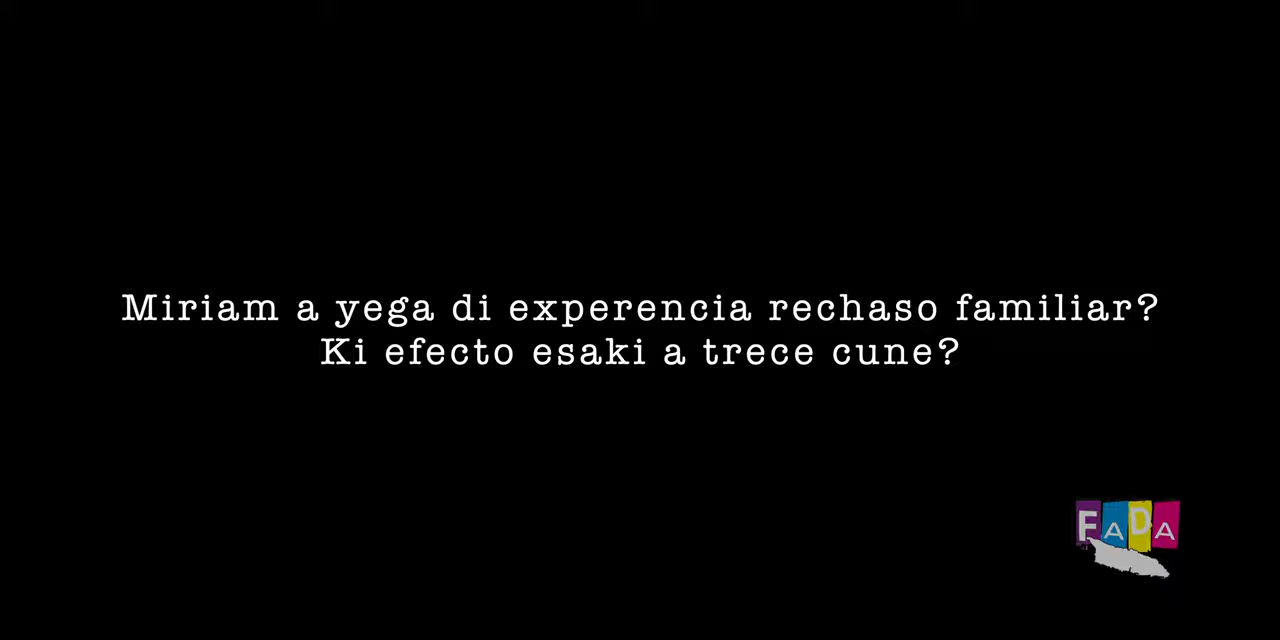 Miriam a yega di experencia rechaso familiar?
Ki efecto esaki a trece cune?
FADA